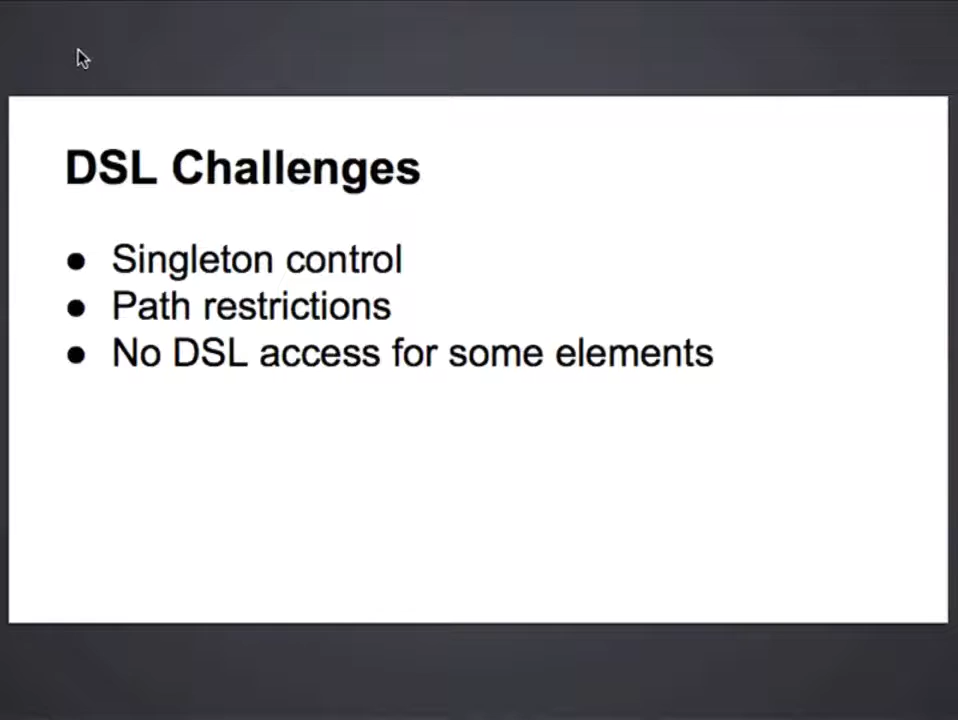 DSL Challenges
● Singleton control
● Path restrictions
● No DSL access for some elements